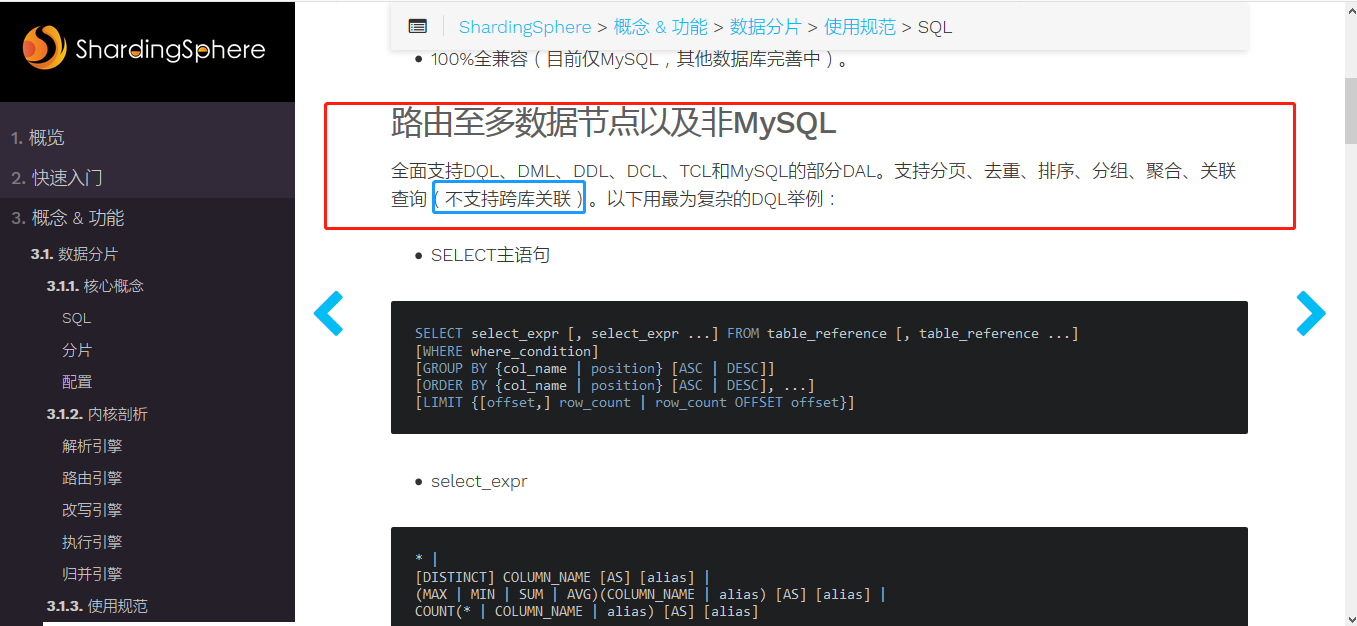 ShardingSphere
1. 概览
2. 快速入门
3. 概念 & 功能
3.1. 数据分片
3.1.1. 核心概念
SQL
分片
配置
3.1.2. 内核剖析
解析引擎
路由引擎
改写引擎
执行引擎
归并引擎
3.1.3. 使用规范
ShardingSphere > 概念 & 功能 > 数据分片 > 使用规范 > SQL
• 100%全兼容（目前仅MySQL，其他数据库完善中）。
路由至多数据节点以及非MySQL
全面支持DQL、DML、DDL、DCL、TCL和MySQL的部分DAL。支持分页、去重、排序、分组、聚合、关联
查询（不支持跨库关联）。以下用最为复杂的DQL举例：
• SELECT主语句
SELECT select_expr [, select_expr ...] FROM table_reference [, table_reference ...]
[WHERE where_condition]
[GROUP BY {col_name | position} [ASC | DESC]]
[ORDER BY {col_name | position} [ASC | DESC], ...]
[LIMIT {[offset,] row_count | row_count OFFSET offset}]
• select_expr
* |
[DISTINCT] COLUMN_NAME [AS] [alias] |
(MAX | MIN | SUM | AVG)(COLUMN_NAME | alias) [AS] [alias] |
COUNT(* | COLUMN_NAME | alias) [AS] [alias]